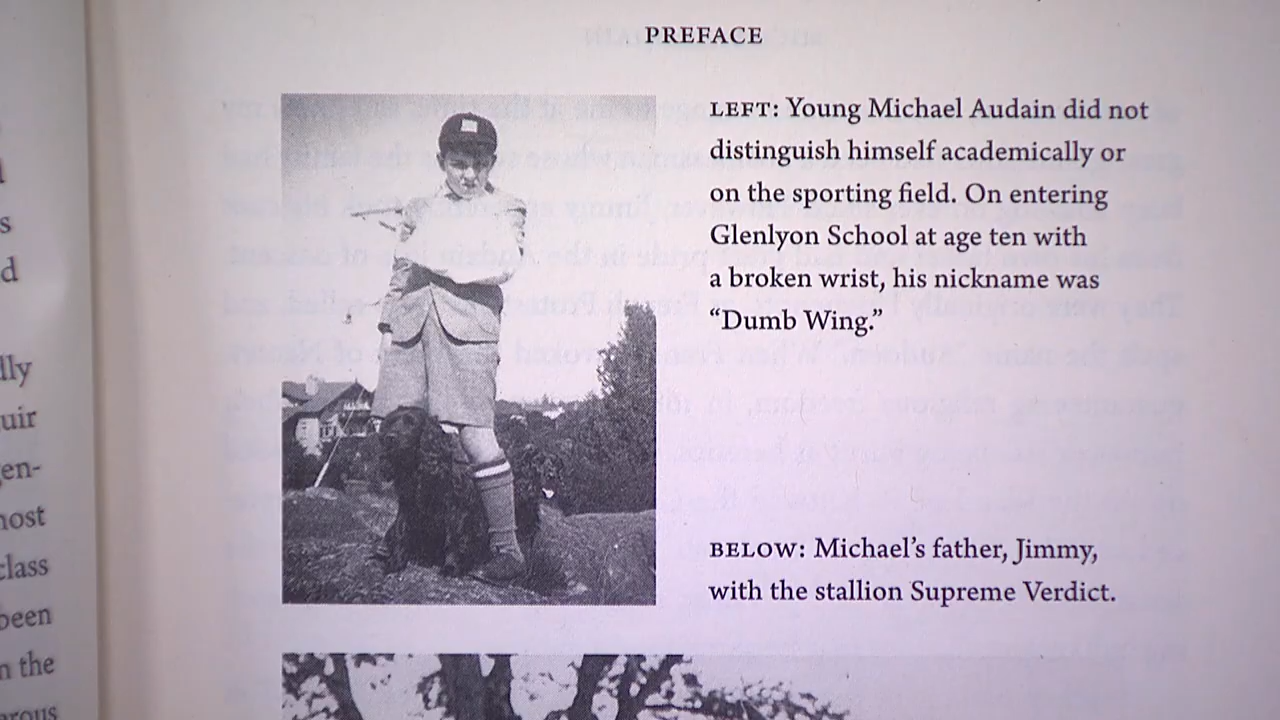 PREFACE
LEFT: Young Michael Audain did not
distinguish himself academically or
on the sporting field. On entering
Glenlyon School at age ten with
a broken wrist, his nickname was
“Dumb Wing.”
BELOW: Michael’s father, Jimmy,
with the stallion Supreme Verdict.